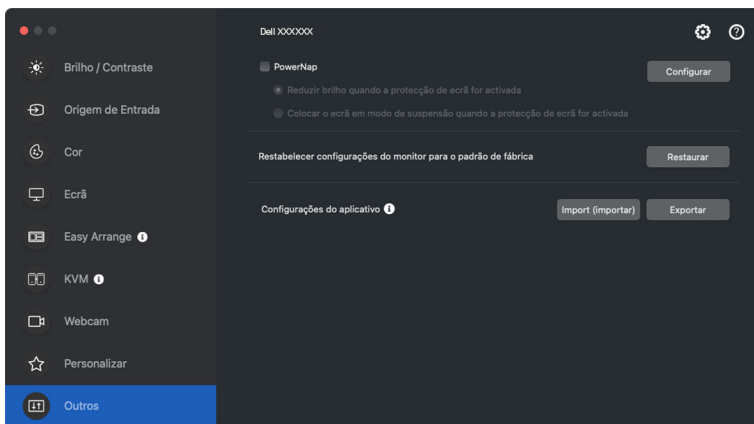 Dell XXXXXX
Brilho / Contraste
Origem de Entrada
Cor
Ecrã
Easy Arrange
KVM
Webcam
Personalizar
Outros
PowerNap
Configurar
Reduzir brilho quando a protecção de ecrã for activada
Colocar o ecrã em modo de suspensão quando a protecção de ecrã for activada
Restabelecer configurações do monitor para o padrão de fábrica
Restaurar
Configurações do aplicativo
Import (importar)
Exportar